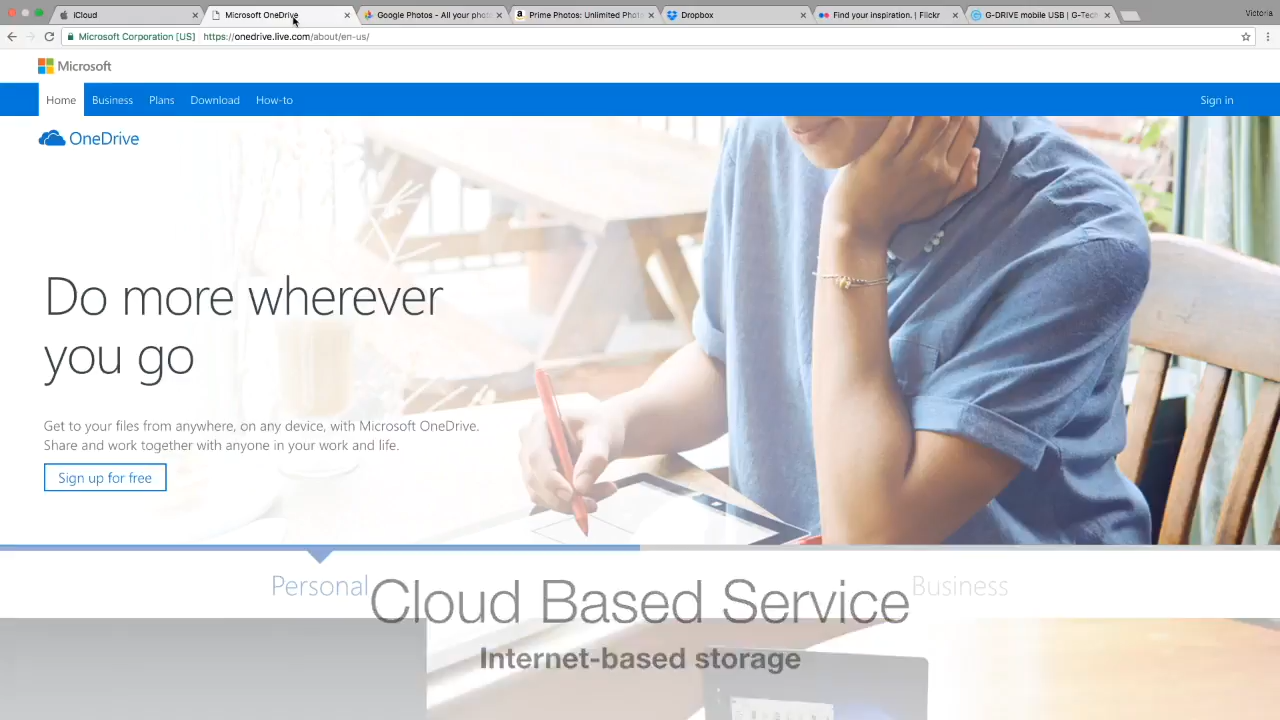 iCloud
Microsoft OneDrive
Google Photos - All your photo
Prime Photos: Unlimited Phot
Dropbox
Find your inspiration. | Flickr
G-DRIVE mobile USB | G-Tech
Victoria
Microsoft Corporation [US]
https://onedrive.live.com/about/en-us/
Microsoft
Home
Business
Plans
Download
How-to
Sign in
OneDrive
Do more wherever
you go
Get to your files from anywhere, on any device, with Microsoft OneDrive.
Share and work together with anyone in your work and life.
Sign up for free
Personal
Business
Cloud Based Service
Internet-based storage